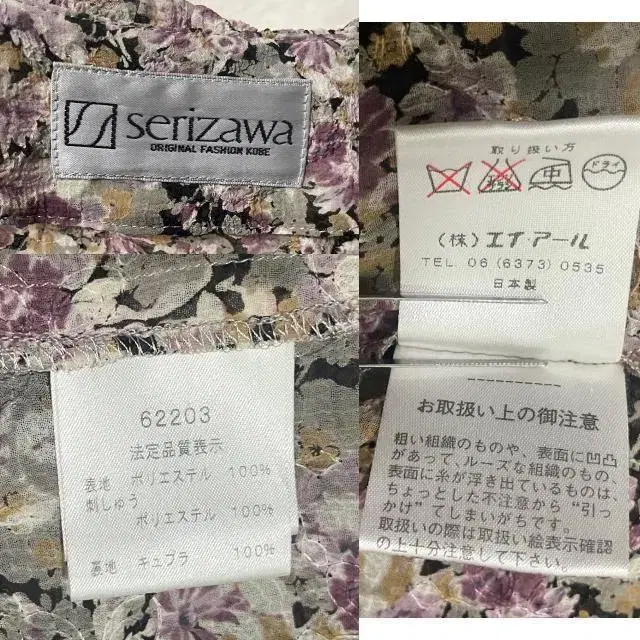 serizawa
ORIGINAL FASHION KOBE
62203
法定品質表示
表地 ポリエステル 100%
刺しゅう
ポリエステル 100%
裏地 キュプラ 100%
取り扱い方
エンソ
サラシ
中
ドライ
(株)エイ・アール
TEL. 06 (6373) 0535
日本製
お取扱い上の御注意
粗い組織のものや、表面に凹凸
があって、ルーズな組織のもの、
表面に糸が浮き出ているものは、
ちょっとした不注意から“引っ
かけ”てしまいがちです。
取扱いの際は取扱い絵表示確認
の上十分注意して下さい。